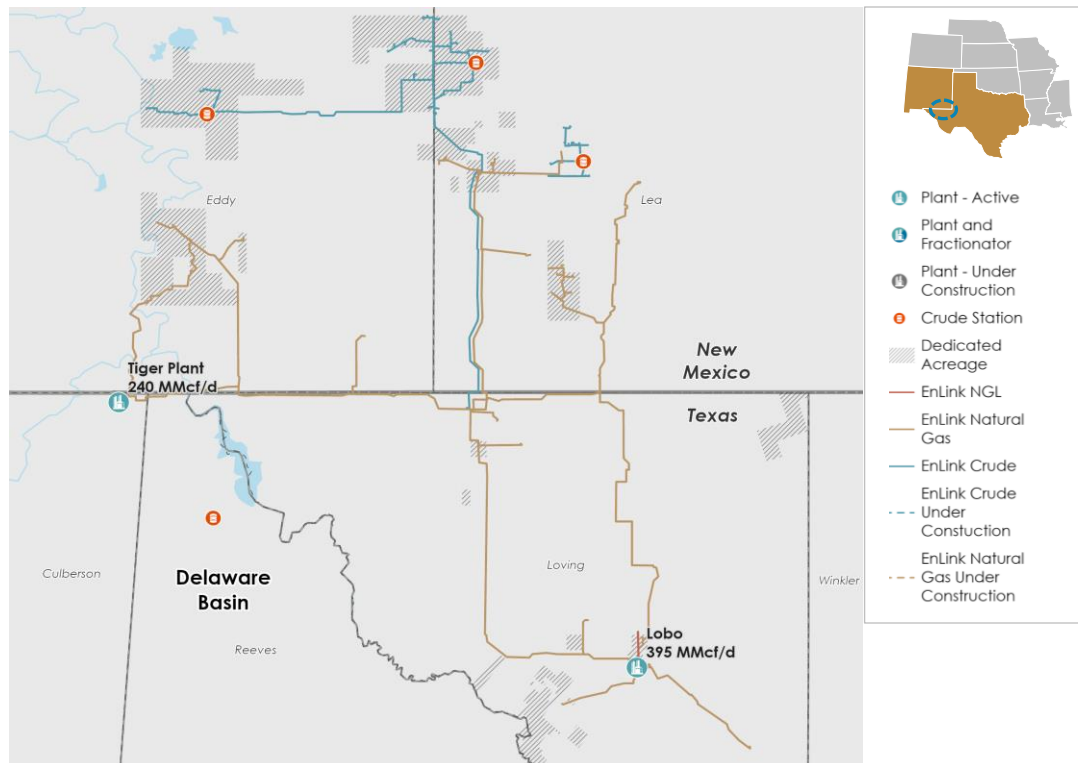 Eddy
Lea
Tiger Plant
240 MMcf/d
New
Mexico
Texas
Culberson
Delaware
Basin
Reeves
Loving
Winkler
Lobo
395 MMcf/d
Plant - Active
Plant and
Fractionator
Plant - Under
Construction
Crude Station
Dedicated
Acreage
EnLink NGL
EnLink Natural
Gas
EnLink Crude
EnLink Crude
Under
Constuction
EnLink Natural
Gas Under
Construction